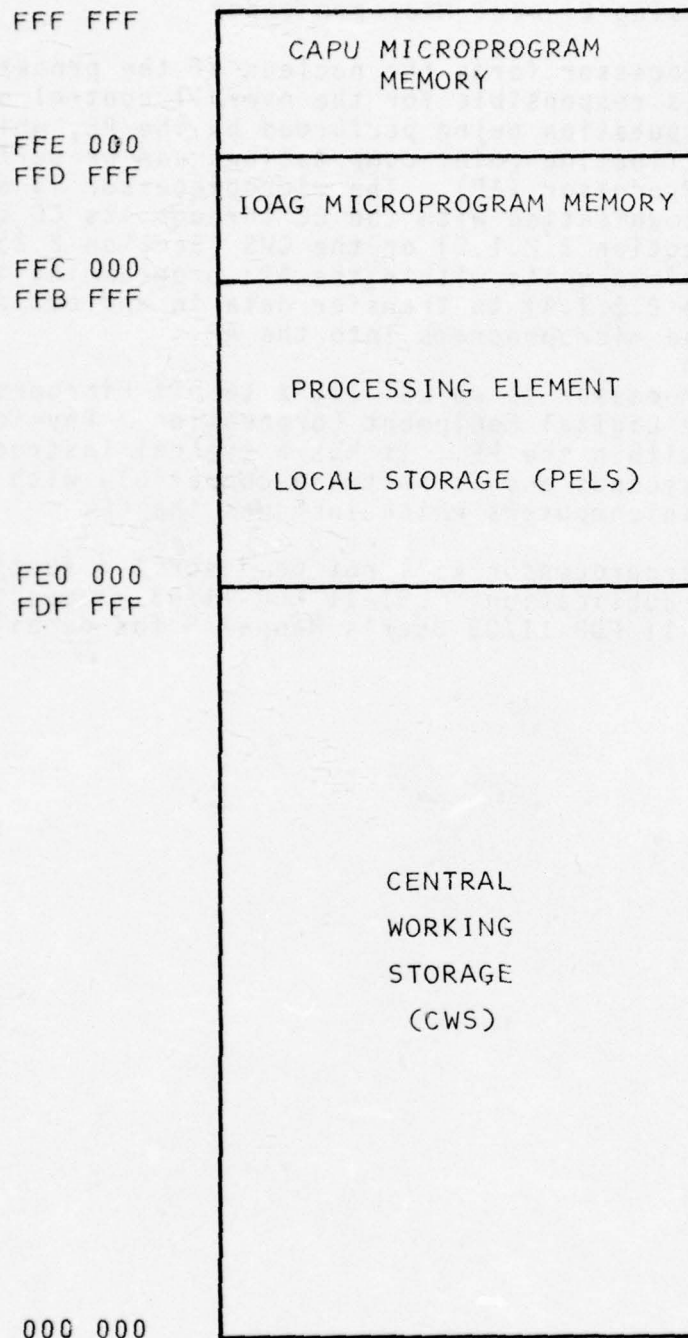 FFF FFF
CAPU MICROPROGRAM
MEMORY
FFE 000
FFD FFF
IOAG MICROPROGRAM MEMORY
FFC 000
FFB FFF
PROCESSING ELEMENT
LOCAL STORAGE (PELS)
FE0 000
FDF FFF
CENTRAL
WORKING
STORAGE
(CWS)
000 000